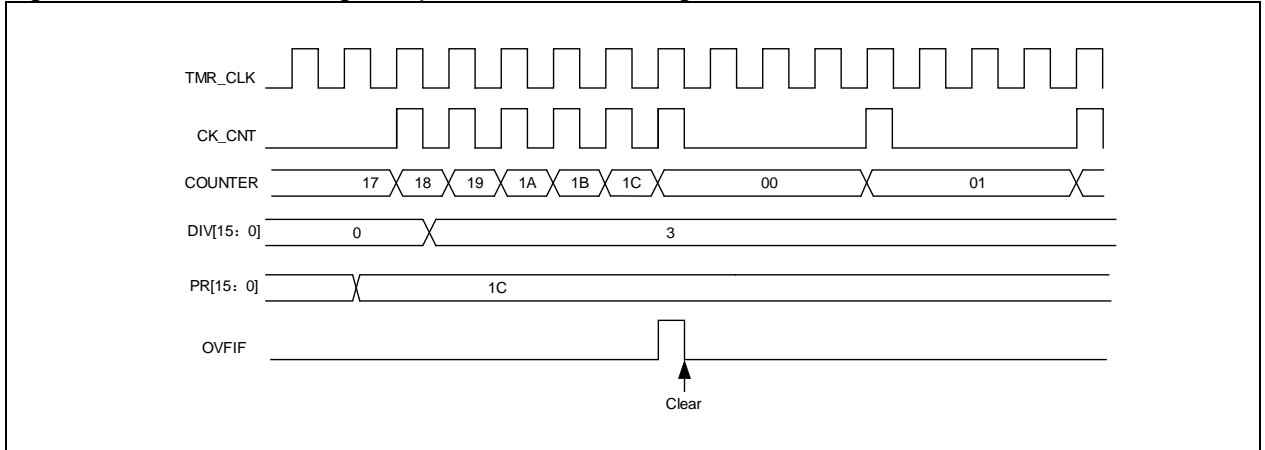 TMR_CLK
CK_CNT
COUNTER 17 18 19 1A 1B 1C 00 01
DIV[15：0] 0 3
PR[15：0] 1C
OVFIF
Clear